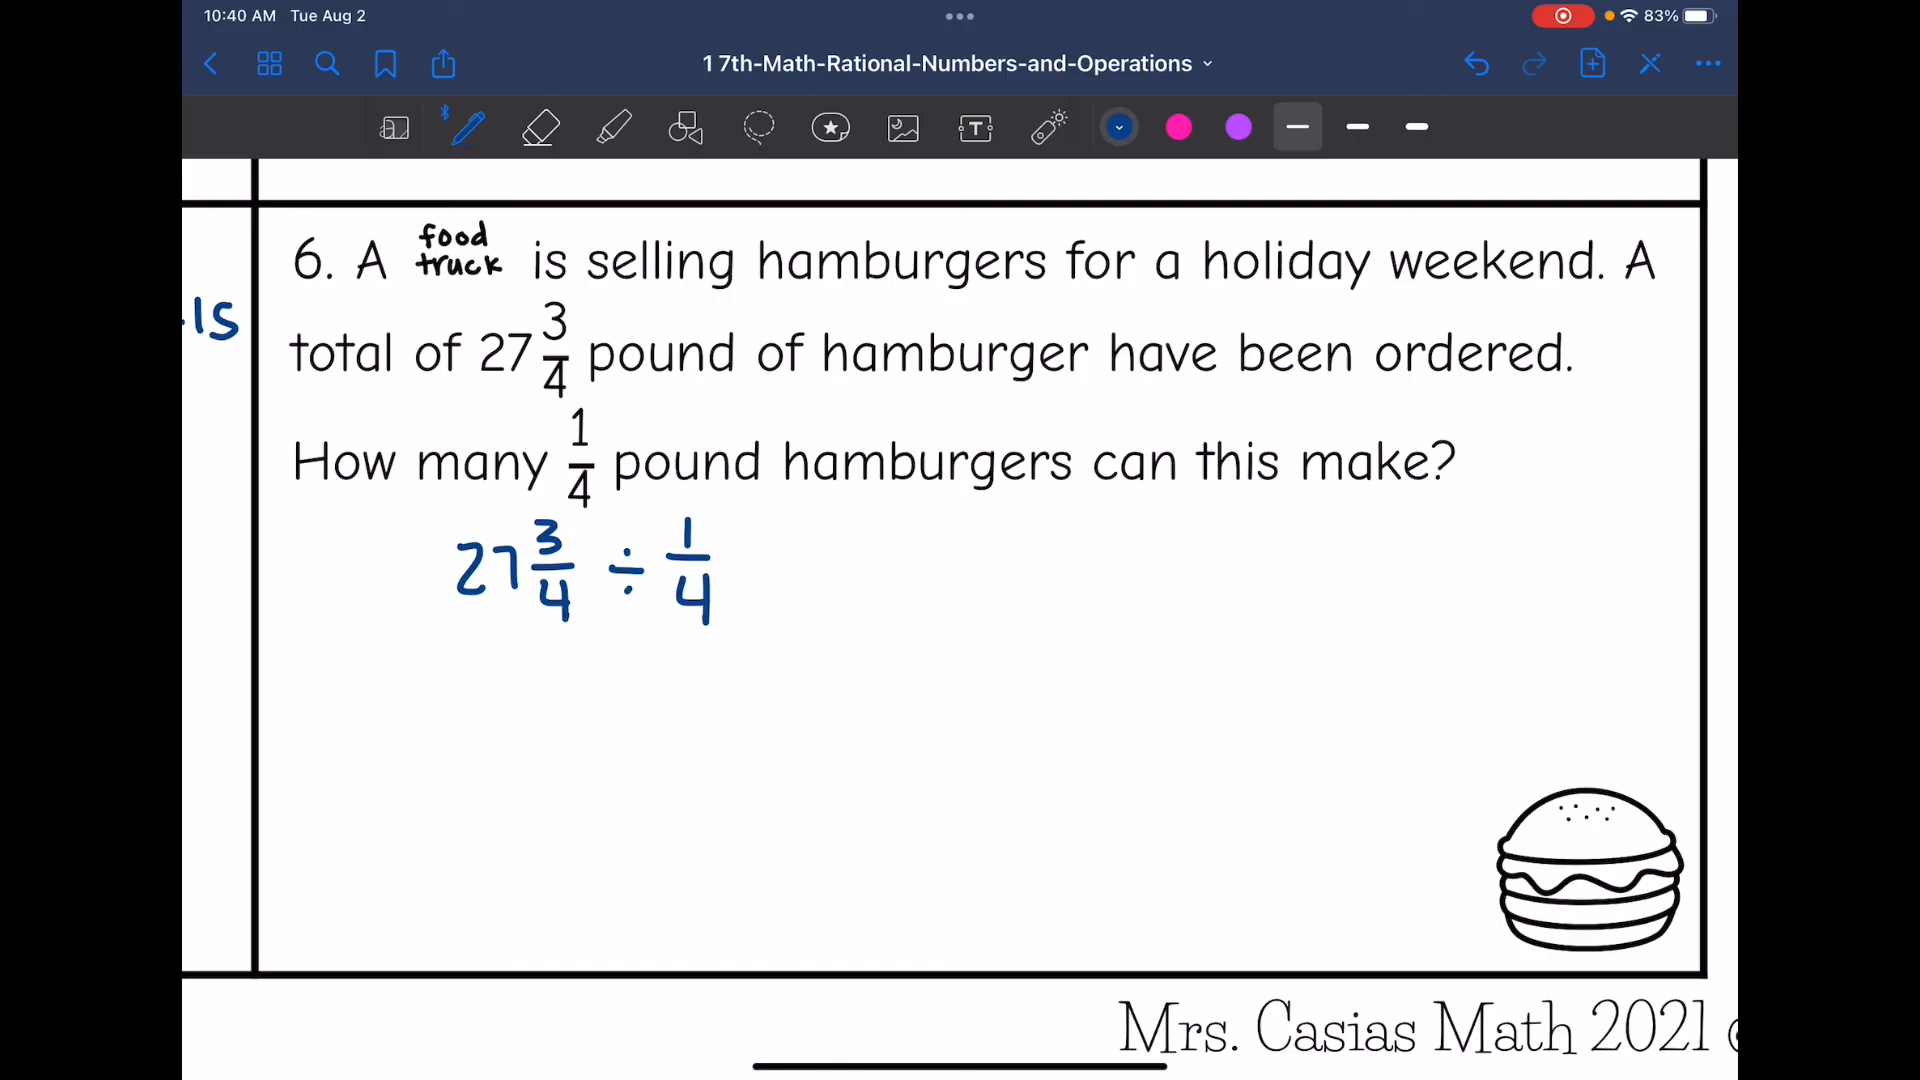 10:40 AM Tue Aug 2
83%
1 7th-Math-Rational-Numbers-and-Operations
T
.15
6. A food truck is selling hamburgers for a holiday weekend. A
total of 27 3/4 pound of hamburger have been ordered.
How many 1/4 pound hamburgers can this make?
27 3/4 ÷ 1/4
Mrs. Casias Math 2021